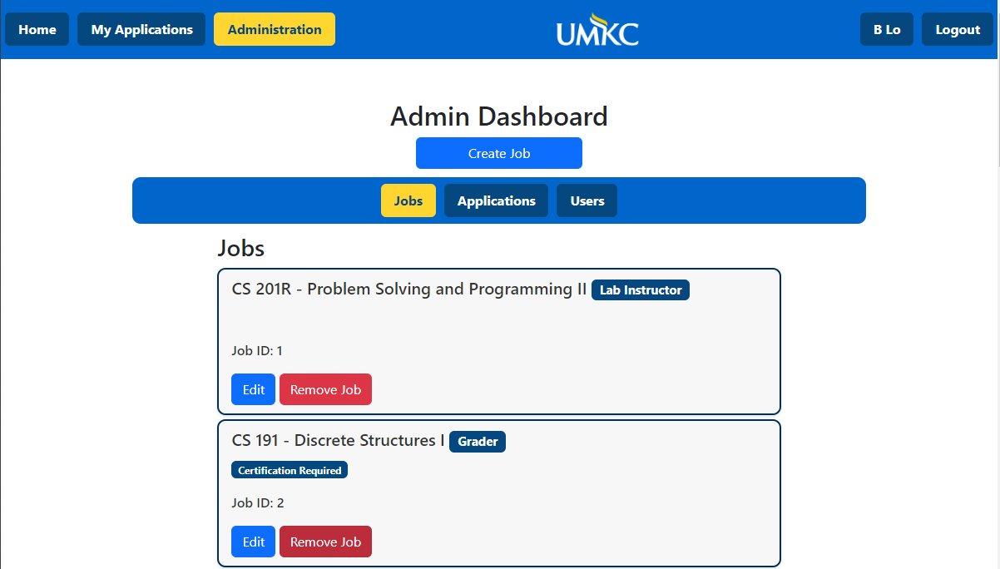 Home My Applications Administration UMKC B Lo Logout
Admin Dashboard
Create Job
Jobs Applications Users
Jobs
CS 201R - Problem Solving and Programming II Lab Instructor
Job ID: 1
Edit Remove Job
CS 191 - Discrete Structures I Grader
Certification Required
Job ID: 2
Edit Remove Job